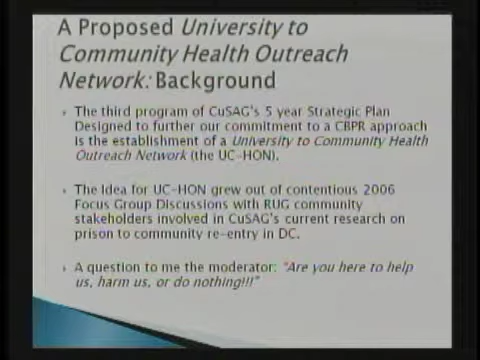 A Proposed University to
Community Health Outreach
Network: Background
The third program of CuSAG's 5 year Strategic Plan
Designed to further our commitment to a CBPR approach
is the establishment of a University to Community Health
Outreach Network (the UC-HON).
The Idea for UC-HON grew out of contentious 2006
Focus Group Discussions with RUG community
stakeholders involved in CuSAG's current research on
prison to community re-entry in DC.
A question to me the moderator: "Are you here to help
us, harm us, or do nothing!!!"